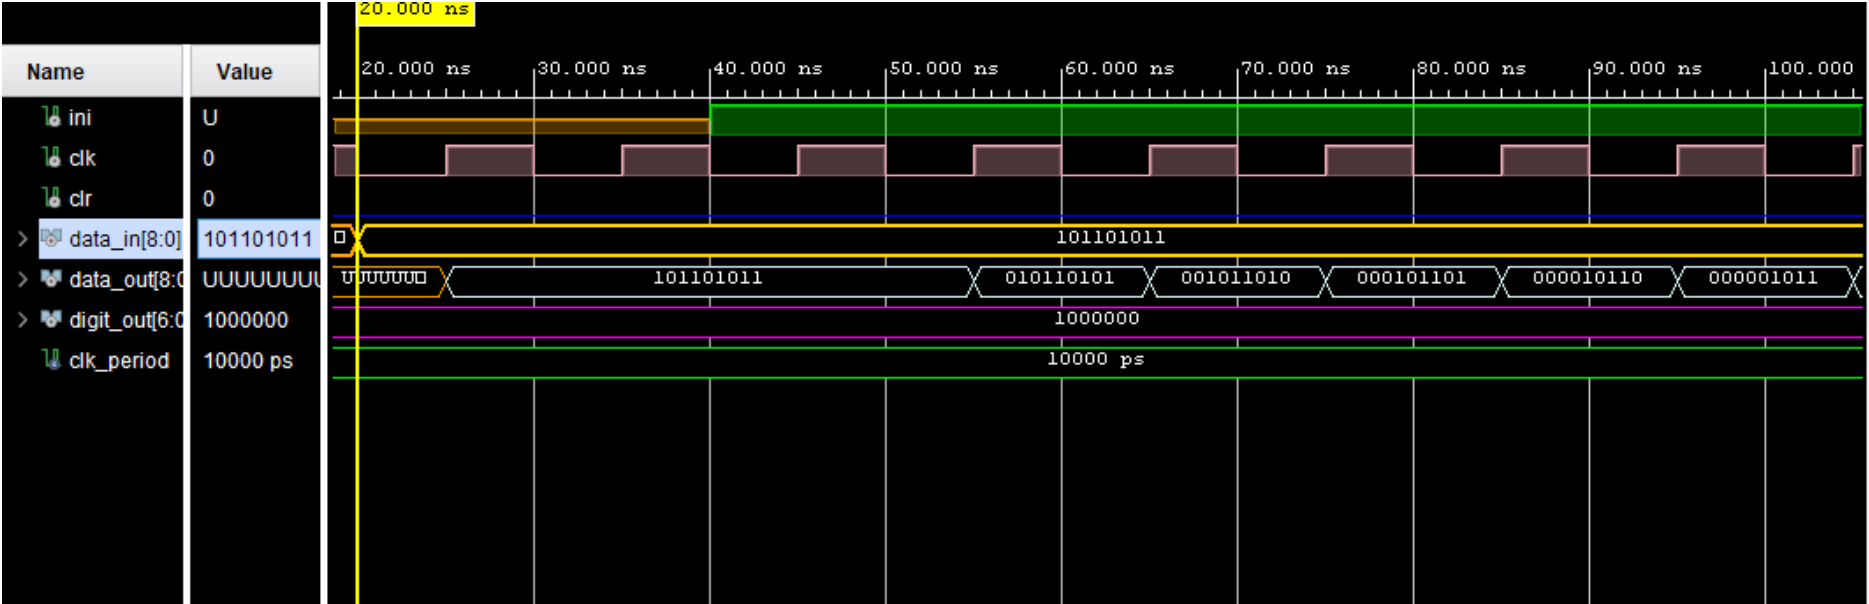 20.000 ns
Name Value
20.000 ns 30.000 ns 40.000 ns 50.000 ns 60.000 ns 70.000 ns 80.000 ns 90.000 ns 100.000
ini U
clk 0
clr 0
data_in[8:0] 101101011 101101011
data_out[8:0 UUUUUUUU UUUUUU 101101011 010110101 001011010 000101101 000010110 000001011
digit_out[6:0 1000000 1000000
clk_period 10000 ps 10000 ps